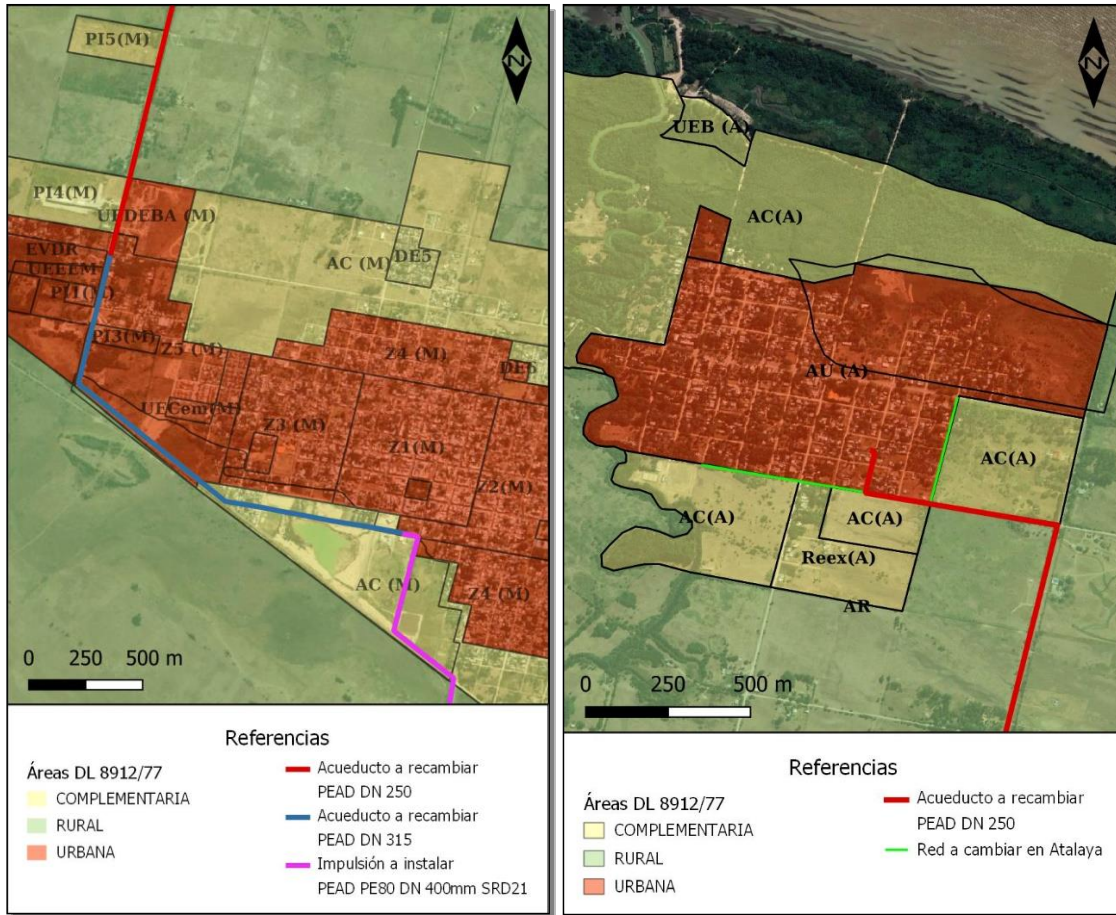 PI5(M)
N
PI4(M)
UEDEBA (M)
EVDR
UEEEM
PI1(M)
PI3(M)
Z5 (M)
AC (M)
DE5
Z4 (M)
DE6
UECem(M)
Z3 (M)
Z1(M)
Z2(M)
AC (M)
Z4 (M)
0 250 500 m
Referencias
Áreas DL 8912/77
COMPLEMENTARIA
RURAL
URBANA
Acueducto a recambiar
PEAD DN 250
Acueducto a recambiar
PEAD DN 315
Impulsión a instalar
PEAD PE80 DN 400mm SRD21
N
UEB (A)
AC(A)
AU (A)
AC(A)
AC(A)
AC(A)
Reex(A)
AR
0 250 500 m
Referencias
Áreas DL 8912/77
COMPLEMENTARIA
RURAL
URBANA
Acueducto a recambiar
PEAD DN 250
Red a cambiar en Atalaya